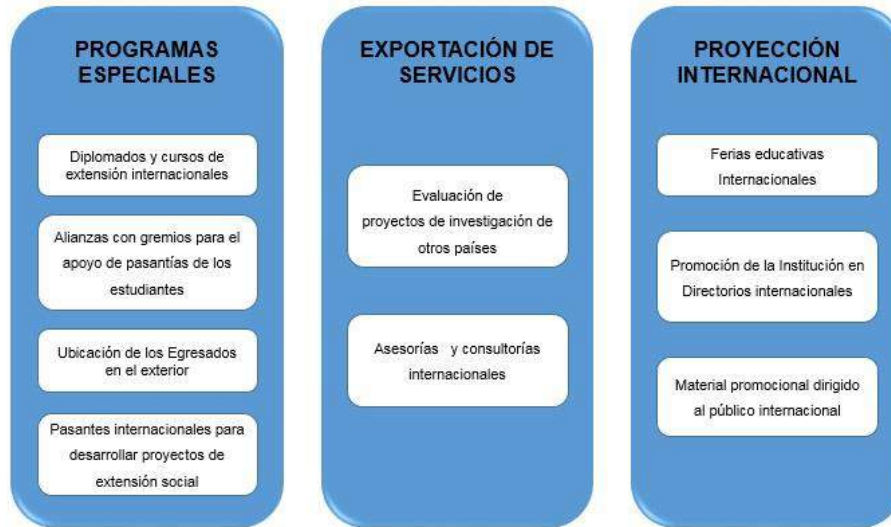 PROGRAMAS
ESPECIALES
Diplomados y cursos de
extensión internacionales
Alianzas con gremios para el
apoyo de pasantías de los
estudiantes
Ubicación de los Egresados
en el exterior
Pasantes internacionales para
desarrollar proyectos de
extensión social
EXPORTACIÓN DE
SERVICIOS
Evaluación de
proyectos de investigación de
otros países
Asesorías y consultorías
internacionales
PROYECCIÓN
INTERNACIONAL
Ferias educativas
Internacionales
Promoción de la Institución en
Directorios internacionales
Material promocional dirigido
al público internacional